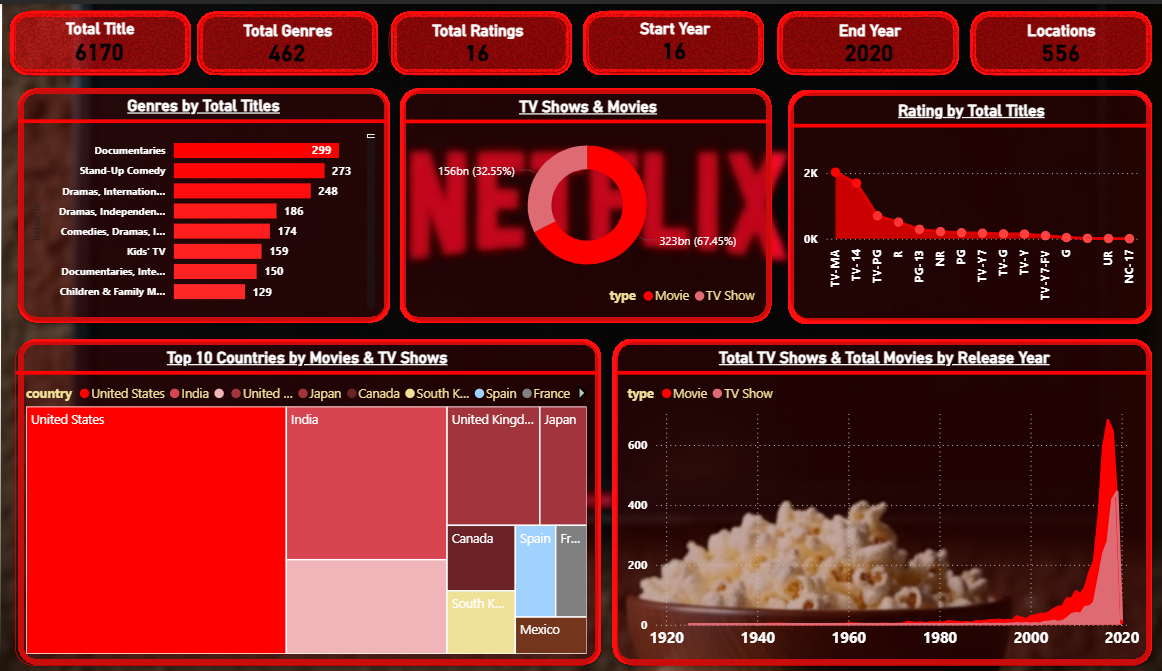 Total Title
6170
Total Genres
462
Total Ratings
16
Start Year
16
End Year
2020
Locations
556
Genres by Total Titles
Documentaries 299
Stand-Up Comedy 273
Dramas, Internation... 248
Dramas, Independen... 186
Comedies, Dramas, I... 174
Kids' TV 159
Documentaries, Inte... 150
Children & Family M... 129
TV Shows & Movies
NETFLIX
156bn (32.55%)
323bn (67.45%)
type Movie TV Show
Rating by Total Titles
2K
0K
TV-MA
TV-14
TV-PG
R
PG-13
NR
PG
TV-Y7
TV-G
TV-Y
TV-Y7-FV
G
UR
NC-17
Top 10 Countries by Movies & TV Shows
country United States India United ... Japan Canada South K... Spain France
United States
India
United Kingd...
Japan
Canada
Spain
Fr...
South K...
Mexico
Total TV Shows & Total Movies by Release Year
type Movie TV Show
600
400
200
0
1920 1940 1960 1980 2000 2020